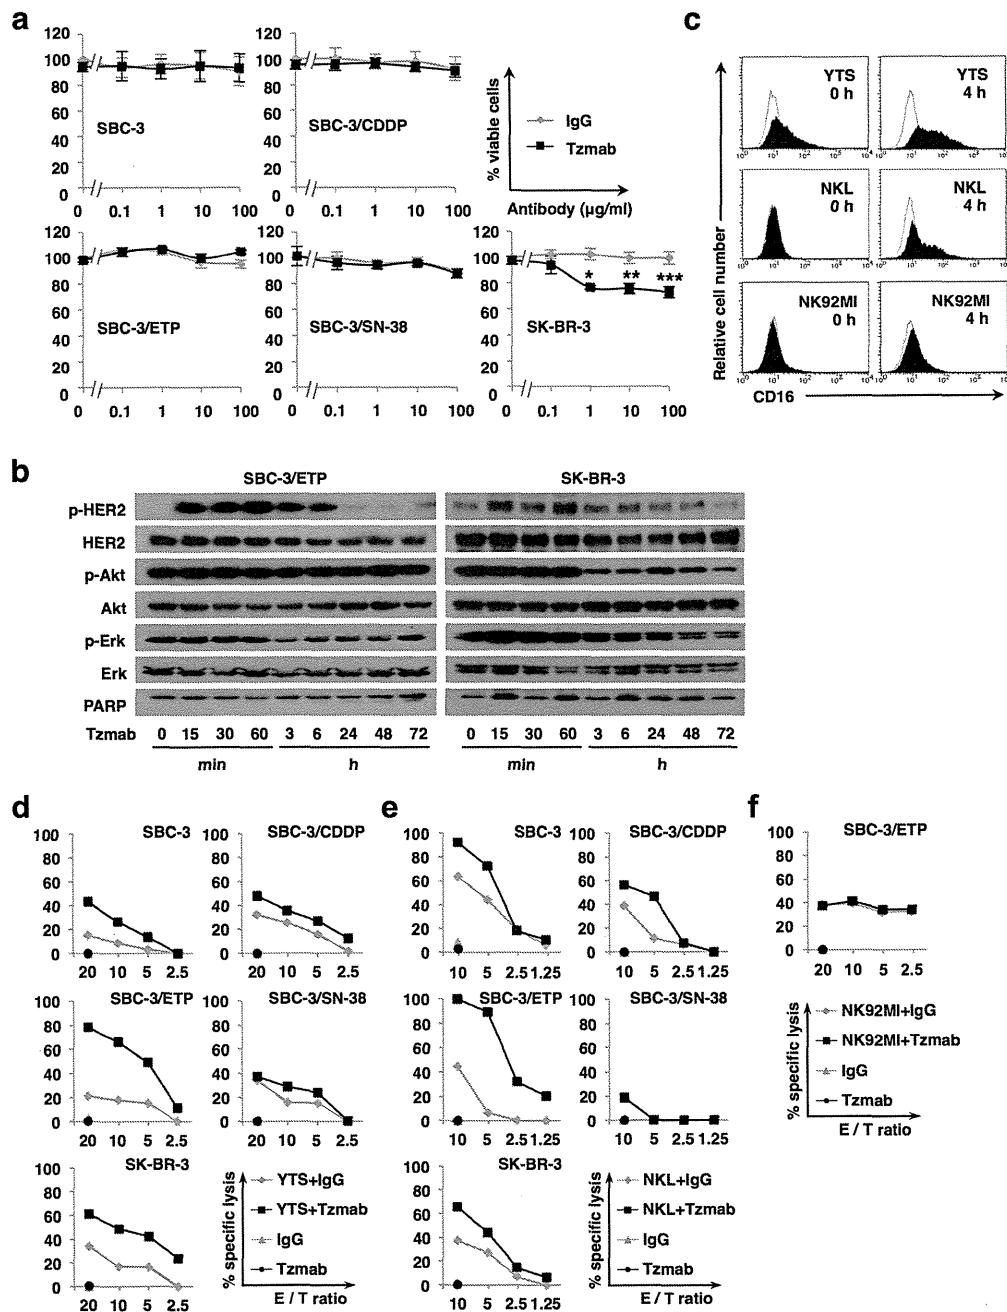 a
120
100
80
60
40
20
0
SBC-3
0 0.1 1 10 100
120
100
80
60
40
20
0
SBC-3/CDDP
0 0.1 1 10 100
% viable cells
IgG
Tzmab
Antibody (µg/ml)
120
100
80
60
40
20
0
SBC-3/ETP
0 0.1 1 10 100
120
100
80
60
40
20
0
SBC-3/SN-38
0 0.1 1 10 100
120
100
80
60
40
20
0
* ** ***
SK-BR-3
0 0.1 1 10 100
c
Relative cell number
YTS
0 h
YTS
4 h
NKL
0 h
NKL
4 h
NK92MI
0 h
NK92MI
4 h
CD16
b
SBC-3/ETP
SK-BR-3
p-HER2
HER2
p-Akt
Akt
p-Erk
Erk
PARP
Tzmab 0 15 30 60 3 6 24 48 72 0 15 30 60 3 6 24 48 72
min h min h
d
SBC-3
100
80
60
40
20
0
20 10 5 2.5
SBC-3/CDDP
100
80
60
40
20
0
20 10 5 2.5
SBC-3/ETP
100
80
60
40
20
0
20 10 5 2.5
SBC-3/SN-38
100
80
60
40
20
0
20 10 5 2.5
SK-BR-3
100
80
60
40
20
0
20 10 5 2.5
% specific lysis
YTS+IgG
YTS+Tzmab
IgG
Tzmab
E / T ratio
e
SBC-3
100
80
60
40
20
0
10 5 2.5 1.25
SBC-3/CDDP
100
80
60
40
20
0
10 5 2.5 1.25
SBC-3/ETP
100
80
60
40
20
0
10 5 2.5 1.25
SBC-3/SN-38
100
80
60
40
20
0
10 5 2.5 1.25
SK-BR-3
100
80
60
40
20
0
10 5 2.5 1.25
% specific lysis
NKL+IgG
NKL+Tzmab
IgG
Tzmab
E / T ratio
f
SBC-3/ETP
100
80
60
40
20
0
20 10 5 2.5
% specific lysis
NK92MI+IgG
NK92MI+Tzmab
IgG
Tzmab
E / T ratio